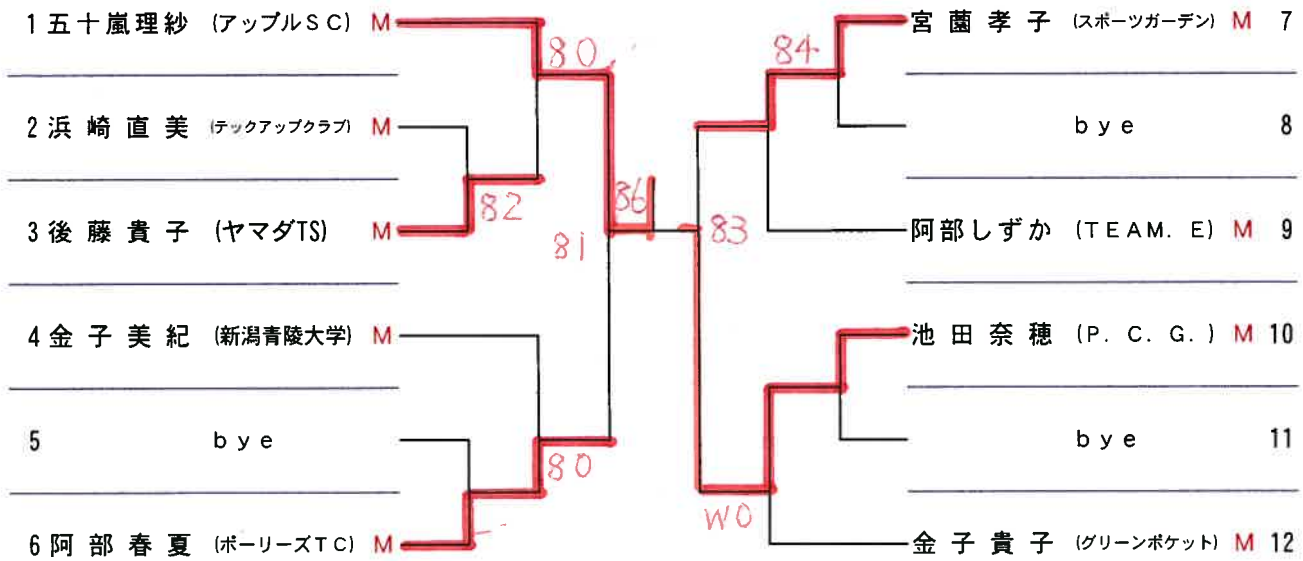 1 五十嵐理紗 (アップルSC) M
80
2 浜崎直美 (テックアップクラブ) M
82
3 後藤貴子 (ヤマダTS) M
81
86
4 金子美紀 (新潟青陵大学) M
5 bye
80
6 阿部春夏 (ポーリーズTC) M
宮薗孝子 (スポーツガーデン) M 7
84
bye 8
83
阿部しずか (TEAM. E) M 9
池田奈穂 (P. C. G. ) M 10
bye 11
WO
金子貴子 (グリーンポケット) M 12